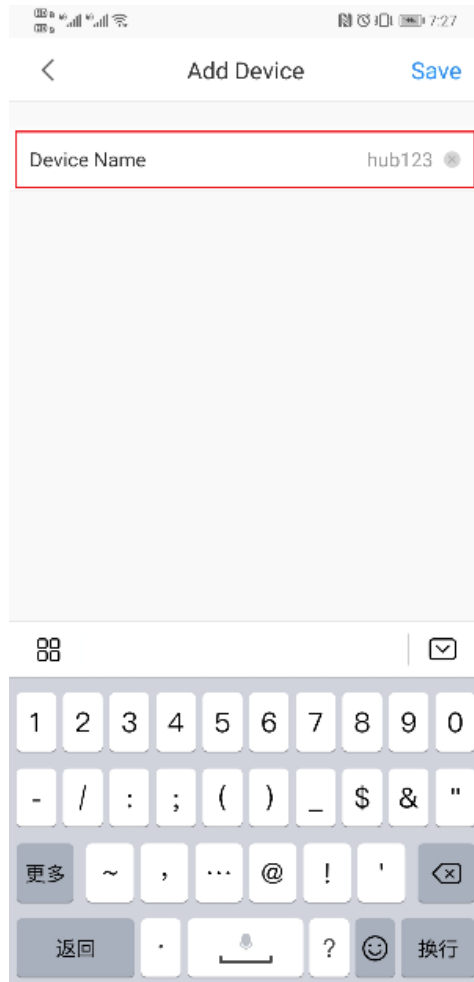 7:27
Add Device Save
Device Name hub123
1 2 3 4 5 6 7 8 9 0
- / : ; ( ) _ $ & "
更多 ~ , ... @ ! '
返回 · ? 换行